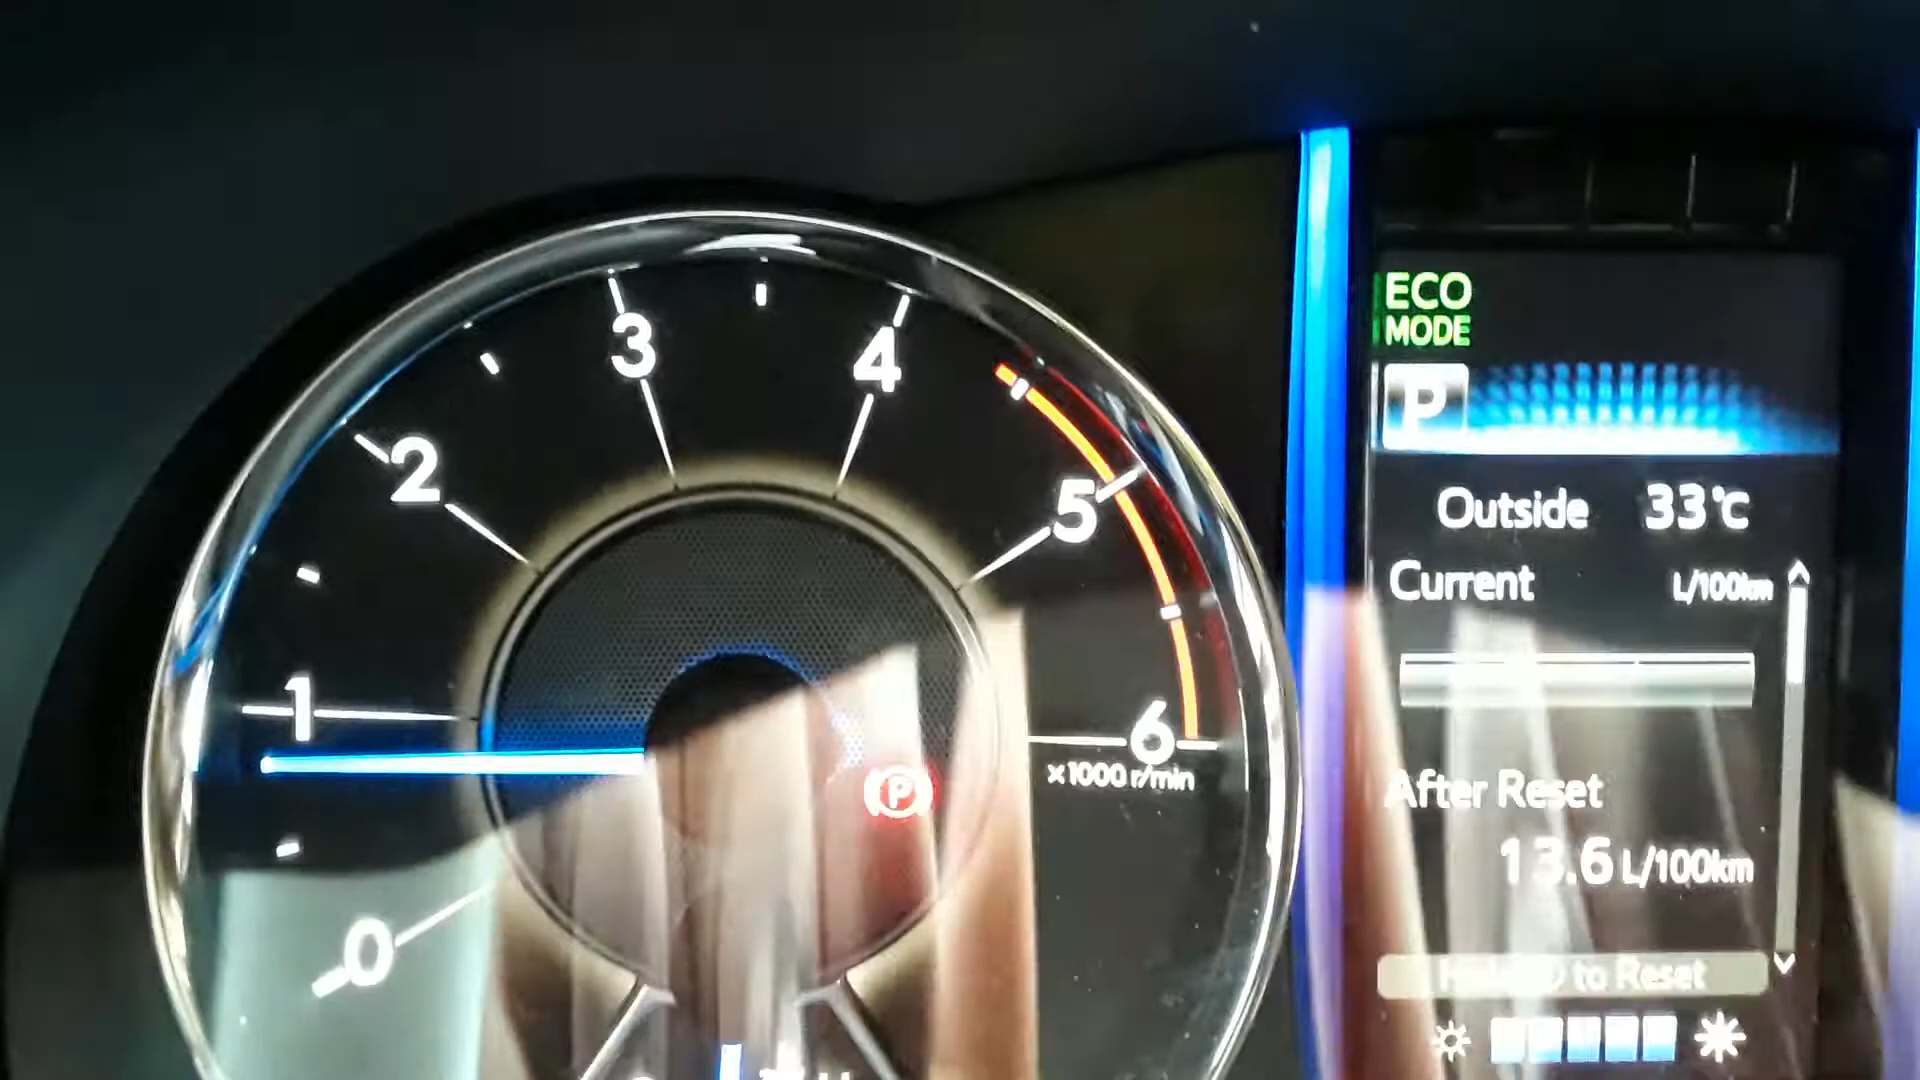 0
1
2
3
4
5
6
×1000 r/min
P
ECO
MODE
P
Outside 33°C
Current L/100km
After Reset
13.6 L/100km
to Reset